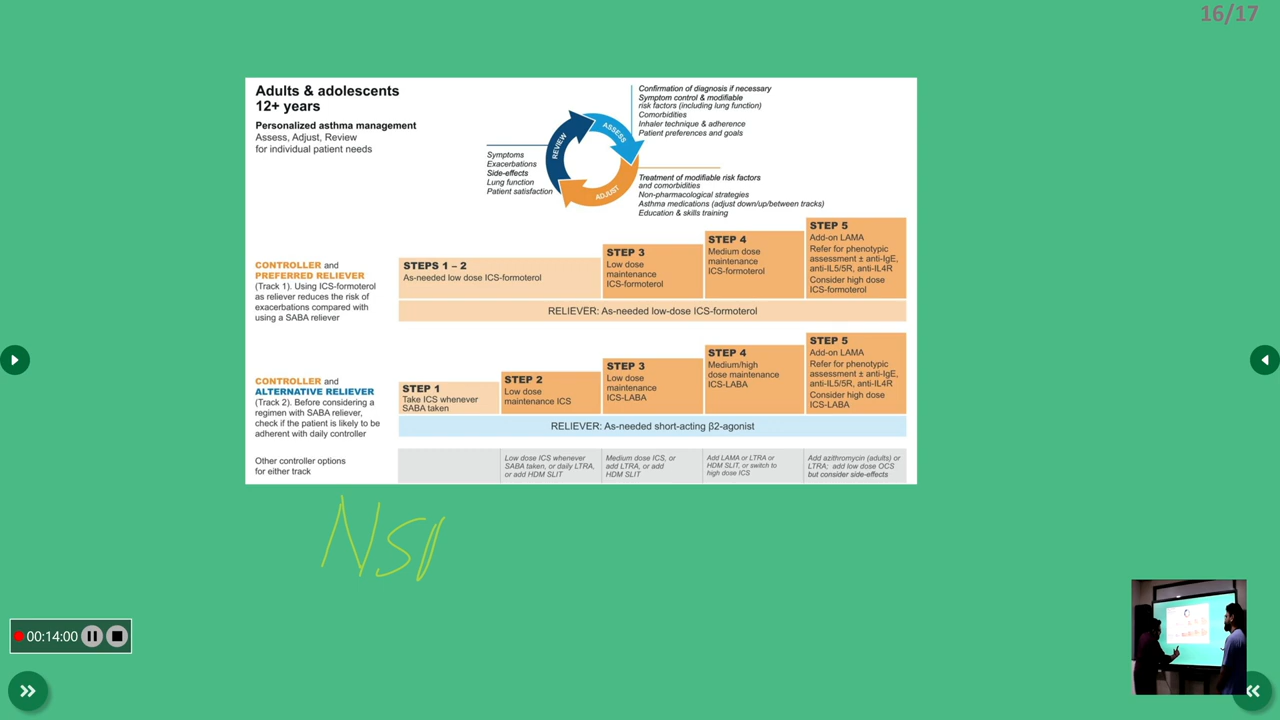 16/17
Adults & adolescents
12+ years
Personalized asthma management
Assess, Adjust, Review
for individual patient needs
Confirmation of diagnosis if necessary
Symptom control & modifiable
risk factors (including lung function)
Comorbidities
Inhaler technique & adherence
Patient preferences and goals
REVIEW
ASSESS
ADJUST
Symptoms
Exacerbations
Side-effects
Lung function
Patient satisfaction
Treatment of modifiable risk factors
and comorbidities
Non-pharmacological strategies
Asthma medications (adjust down/up/between tracks)
Education & skills training
CONTROLLER and
PREFERRED RELIEVER
(Track 1). Using ICS-formoterol
as reliever reduces the risk of
exacerbations compared with
using a SABA reliever
STEPS 1 – 2
As-needed low dose ICS-formoterol
STEP 3
Low dose
maintenance
ICS-formoterol
STEP 4
Medium dose
maintenance
ICS-formoterol
STEP 5
Add-on LAMA
Refer for phenotypic
assessment ± anti-IgE,
anti-IL5/5R, anti-IL4R
Consider high dose
ICS-formoterol
RELIEVER: As-needed low-dose ICS-formoterol
CONTROLLER and
ALTERNATIVE RELIEVER
(Track 2). Before considering a
regimen with SABA reliever,
check if the patient is likely to be
adherent with daily controller
STEP 1
Take ICS whenever
SABA taken
STEP 2
Low dose
maintenance ICS
STEP 3
Low dose
maintenance
ICS-LABA
STEP 4
Medium/high
dose maintenance
ICS-LABA
STEP 5
Add-on LAMA
Refer for phenotypic
assessment ± anti-IgE,
anti-IL5/5R, anti-IL4R
Consider high dose
ICS-LABA
RELIEVER: As-needed short-acting β2-agonist
Other controller options
for either track
Low dose ICS whenever
SABA taken, or daily LTRA,
or add HDM SLIT
Medium dose ICS, or
add LTRA, or add
HDM SLIT
Add LAMA or LTRA or
HDM SLIT, or switch to
high dose ICS
Add azithromycin (adults) or
LTRA; add low dose OCS
but consider side-effects
00:14:00